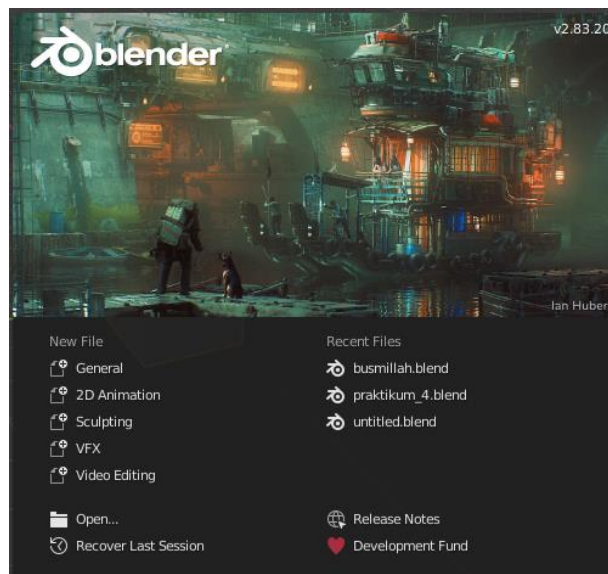 blender
v2.83.20
Ian Huber
New File
General
2D Animation
Sculpting
VFX
Video Editing
Open...
Recover Last Session
Recent Files
busmillah.blend
praktikum_4.blend
untitled.blend
Release Notes
Development Fund